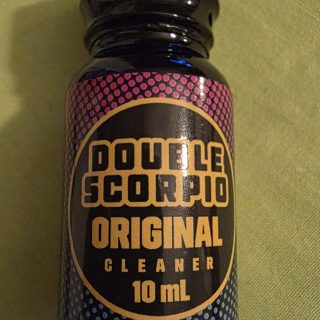 DOUBLE
SCORPIO
ORIGINAL
CLEANER
10 mL